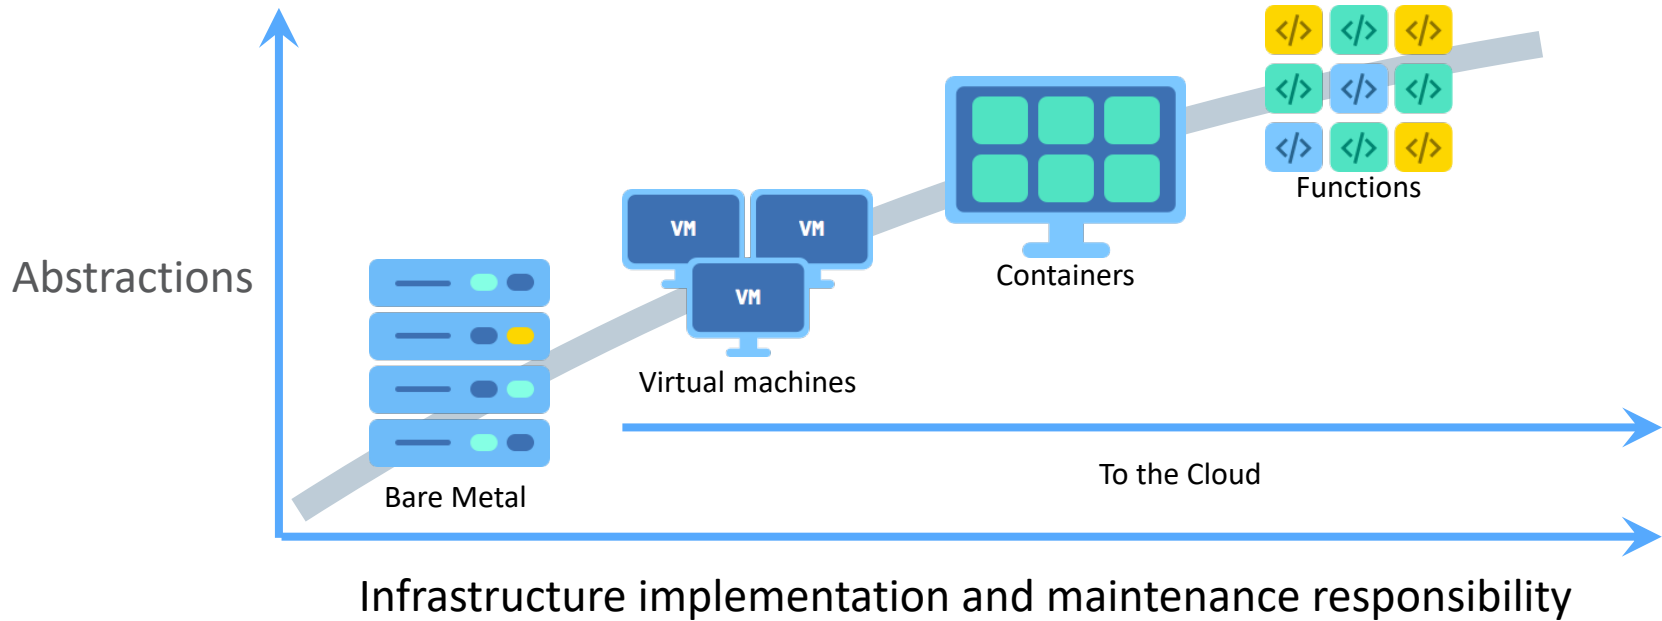 </> </> </>
</> </> </>
</> </> </>
Functions
VM VM
VM
Containers
Abstractions
Virtual machines
Bare Metal
To the Cloud
Infrastructure implementation and maintenance responsibility